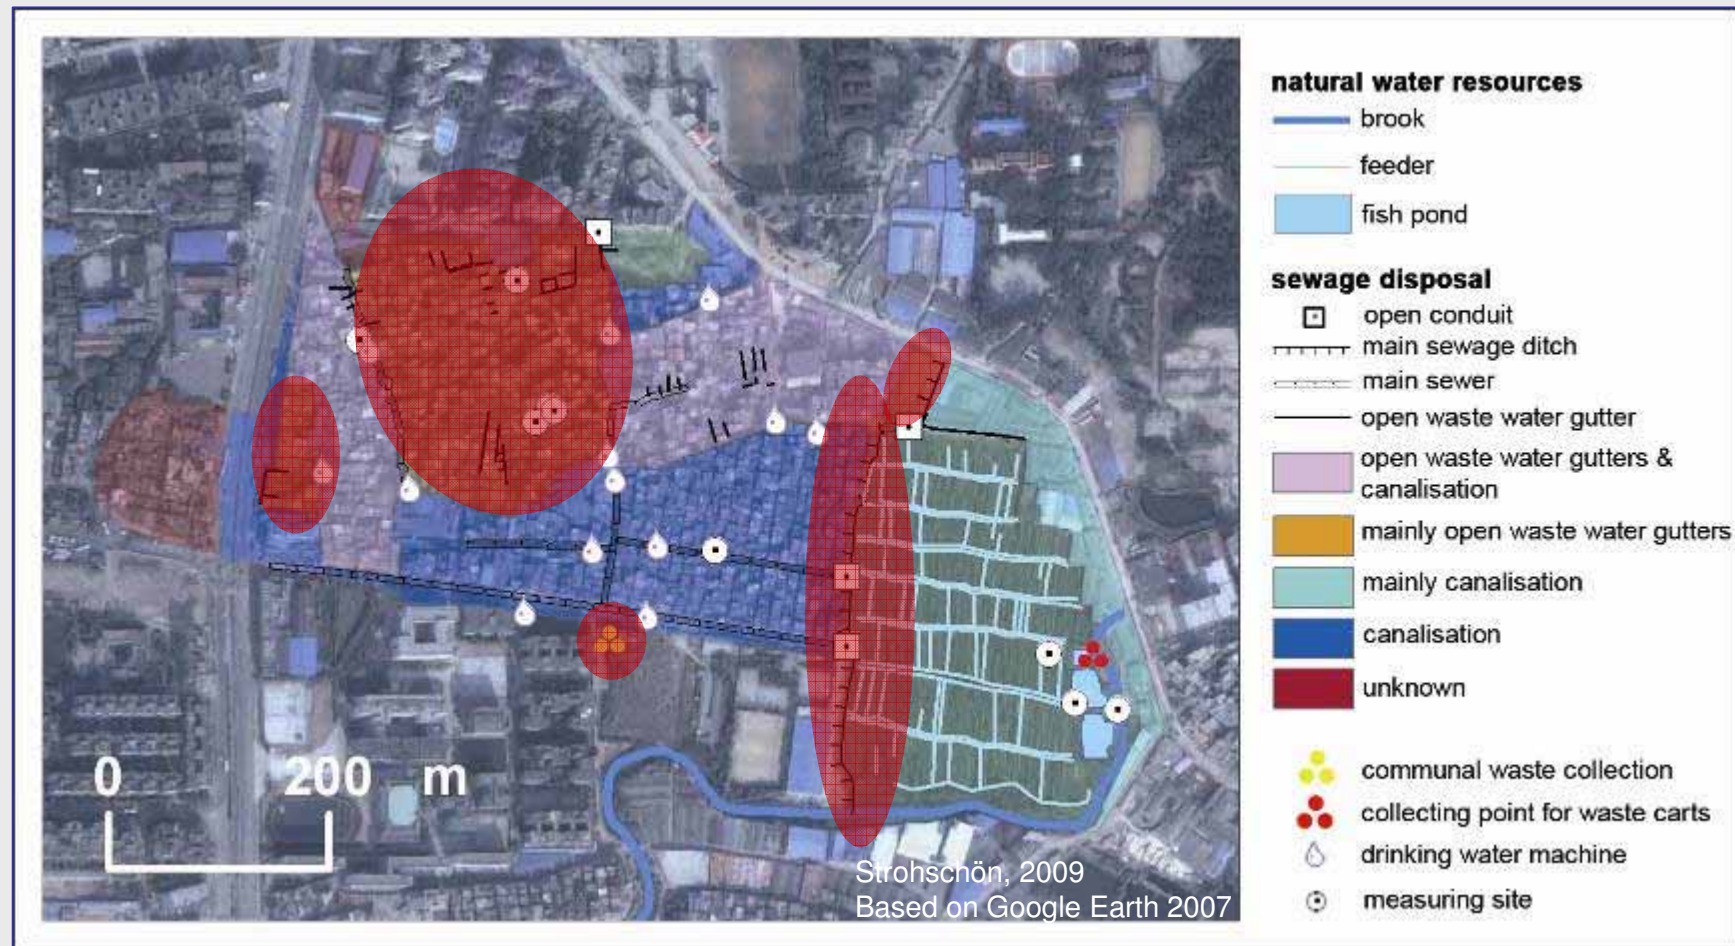 natural water resources
brook
feeder
fish pond
sewage disposal
open conduit
main sewage ditch
main sewer
open waste water gutter
open waste water gutters &
canalisation
mainly open waste water gutters
mainly canalisation
canalisation
unknown
communal waste collection
collecting point for waste carts
drinking water machine
measuring site
0 200 m
Strohschön, 2009
Based on Google Earth 2007